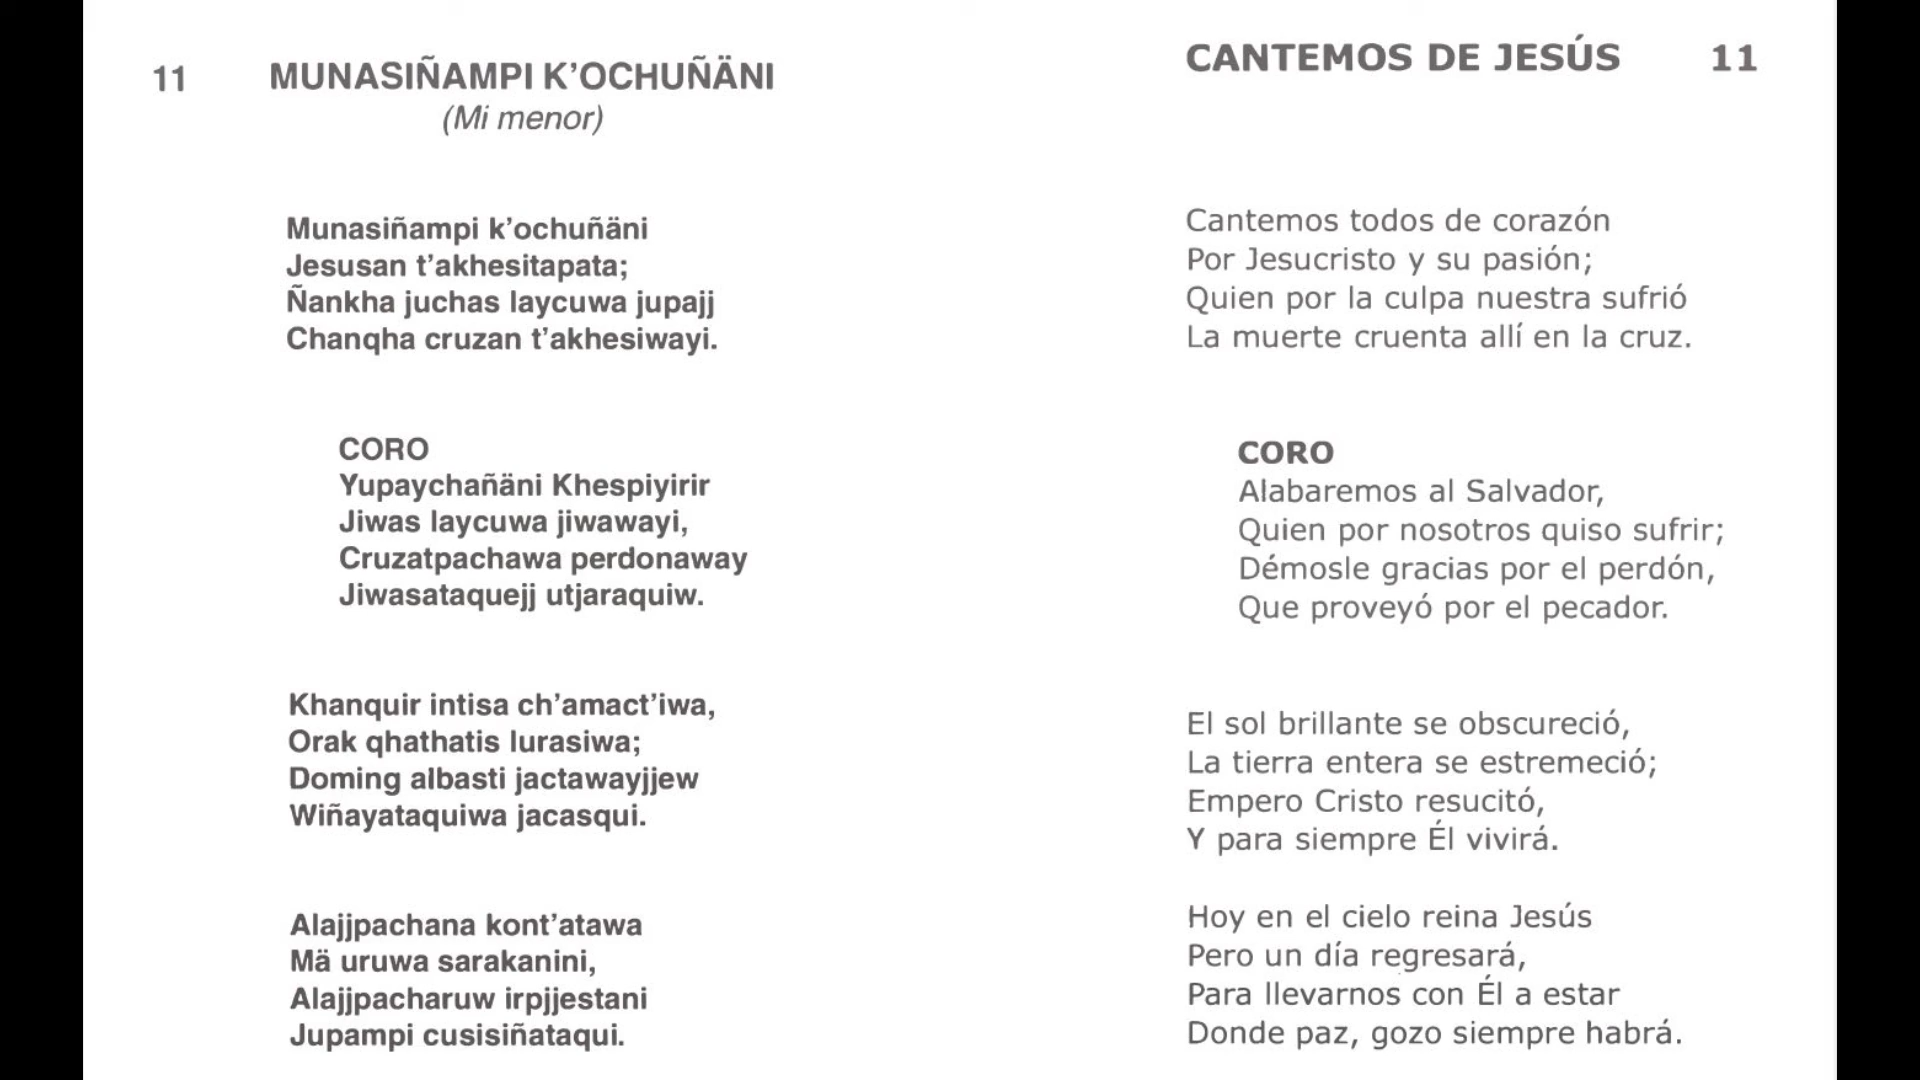 11 MUNASIÑAMPI K’OCHUÑÄNI
(Mi menor)
Munasiñampi k’ochuñäni
Jesusan t’akhesitapata;
Ñankha juchas laycuwa jupajj
Chanqha cruzan t’akhesiwayi.
CORO
Yupaychañäni Khespiyirir
Jiwas laycuwa jiwawayi,
Cruzatpachawa perdonaway
Jiwasataquejj utjaraquiw.
Khanquir intisa ch’amact’iwa,
Orak qhathatis lurasiwa;
Doming albasti jactawayjjew
Wiñayataquiwa jacasqui.
Alajjpachana kont’atawa
Mä uruwa sarakanini,
Alajjpacharuw irpjjestani
Jupampi cusisiñataqui.
CANTEMOS DE JESÚS 11
Cantemos todos de corazón
Por Jesucristo y su pasión;
Quien por la culpa nuestra sufrió
La muerte cruenta allí en la cruz.
CORO
Alabaremos al Salvador,
Quien por nosotros quiso sufrir;
Démosle gracias por el perdón,
Que proveyó por el pecador.
El sol brillante se obscureció,
La tierra entera se estremeció;
Empero Cristo resucitó,
Y para siempre Él vivirá.
Hoy en el cielo reina Jesús
Pero un día regresará,
Para llevarnos con Él a estar
Donde paz, gozo siempre habrá.